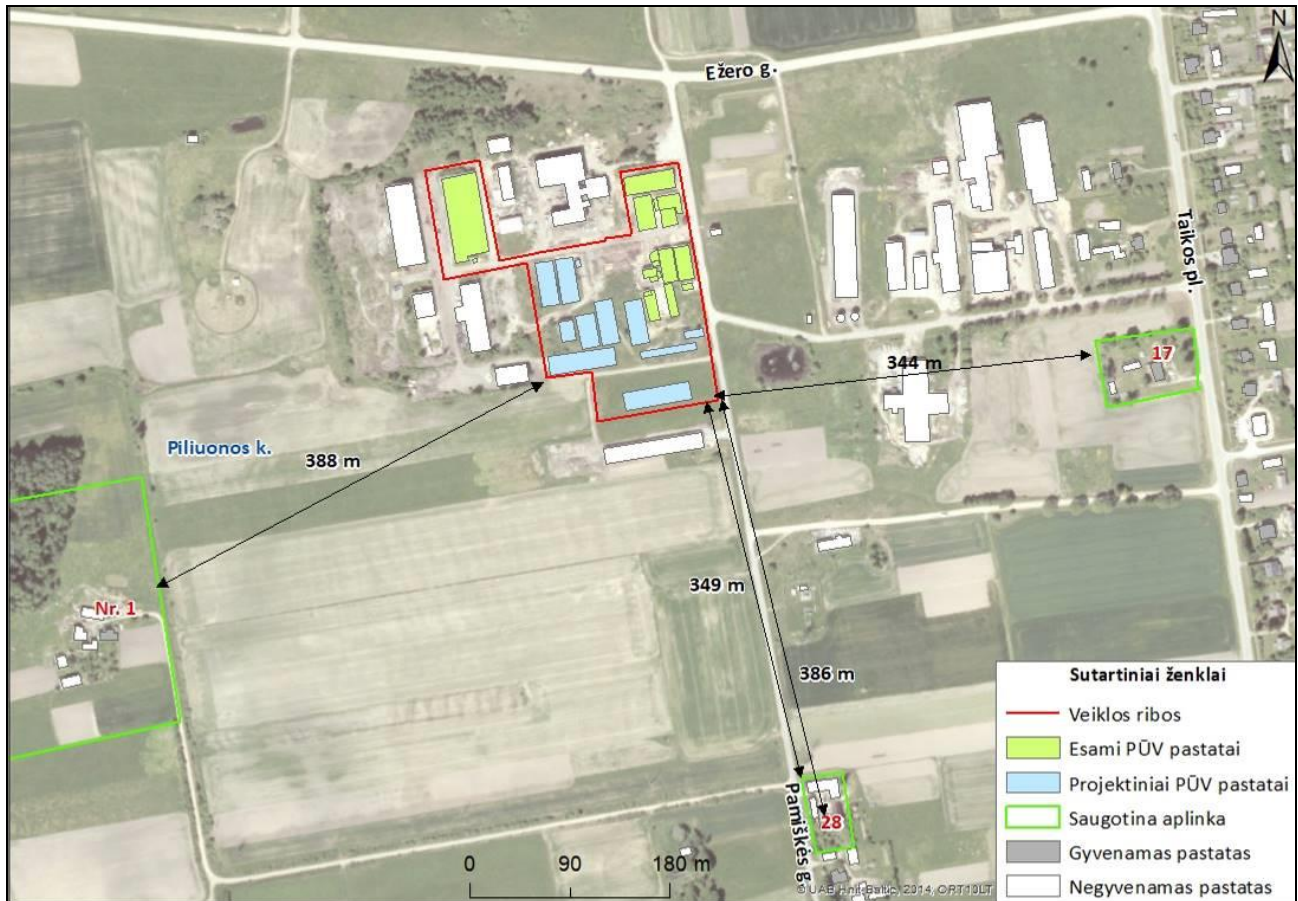 N
Ežero g.
Taikos pl.
17
344 m
Piliuonos k.
388 m
349 m
Nr. 1
386 m
Pamiškės g.
28
0 90 180 m
© UAB Hnit-Baltic, 2014, ORT10LT
Sutartiniai ženklai
Veiklos ribos
Esami PŪV pastatai
Projektiniai PŪV pastatai
Saugotina aplinka
Gyvenamas pastatas
Negyvenamas pastatas